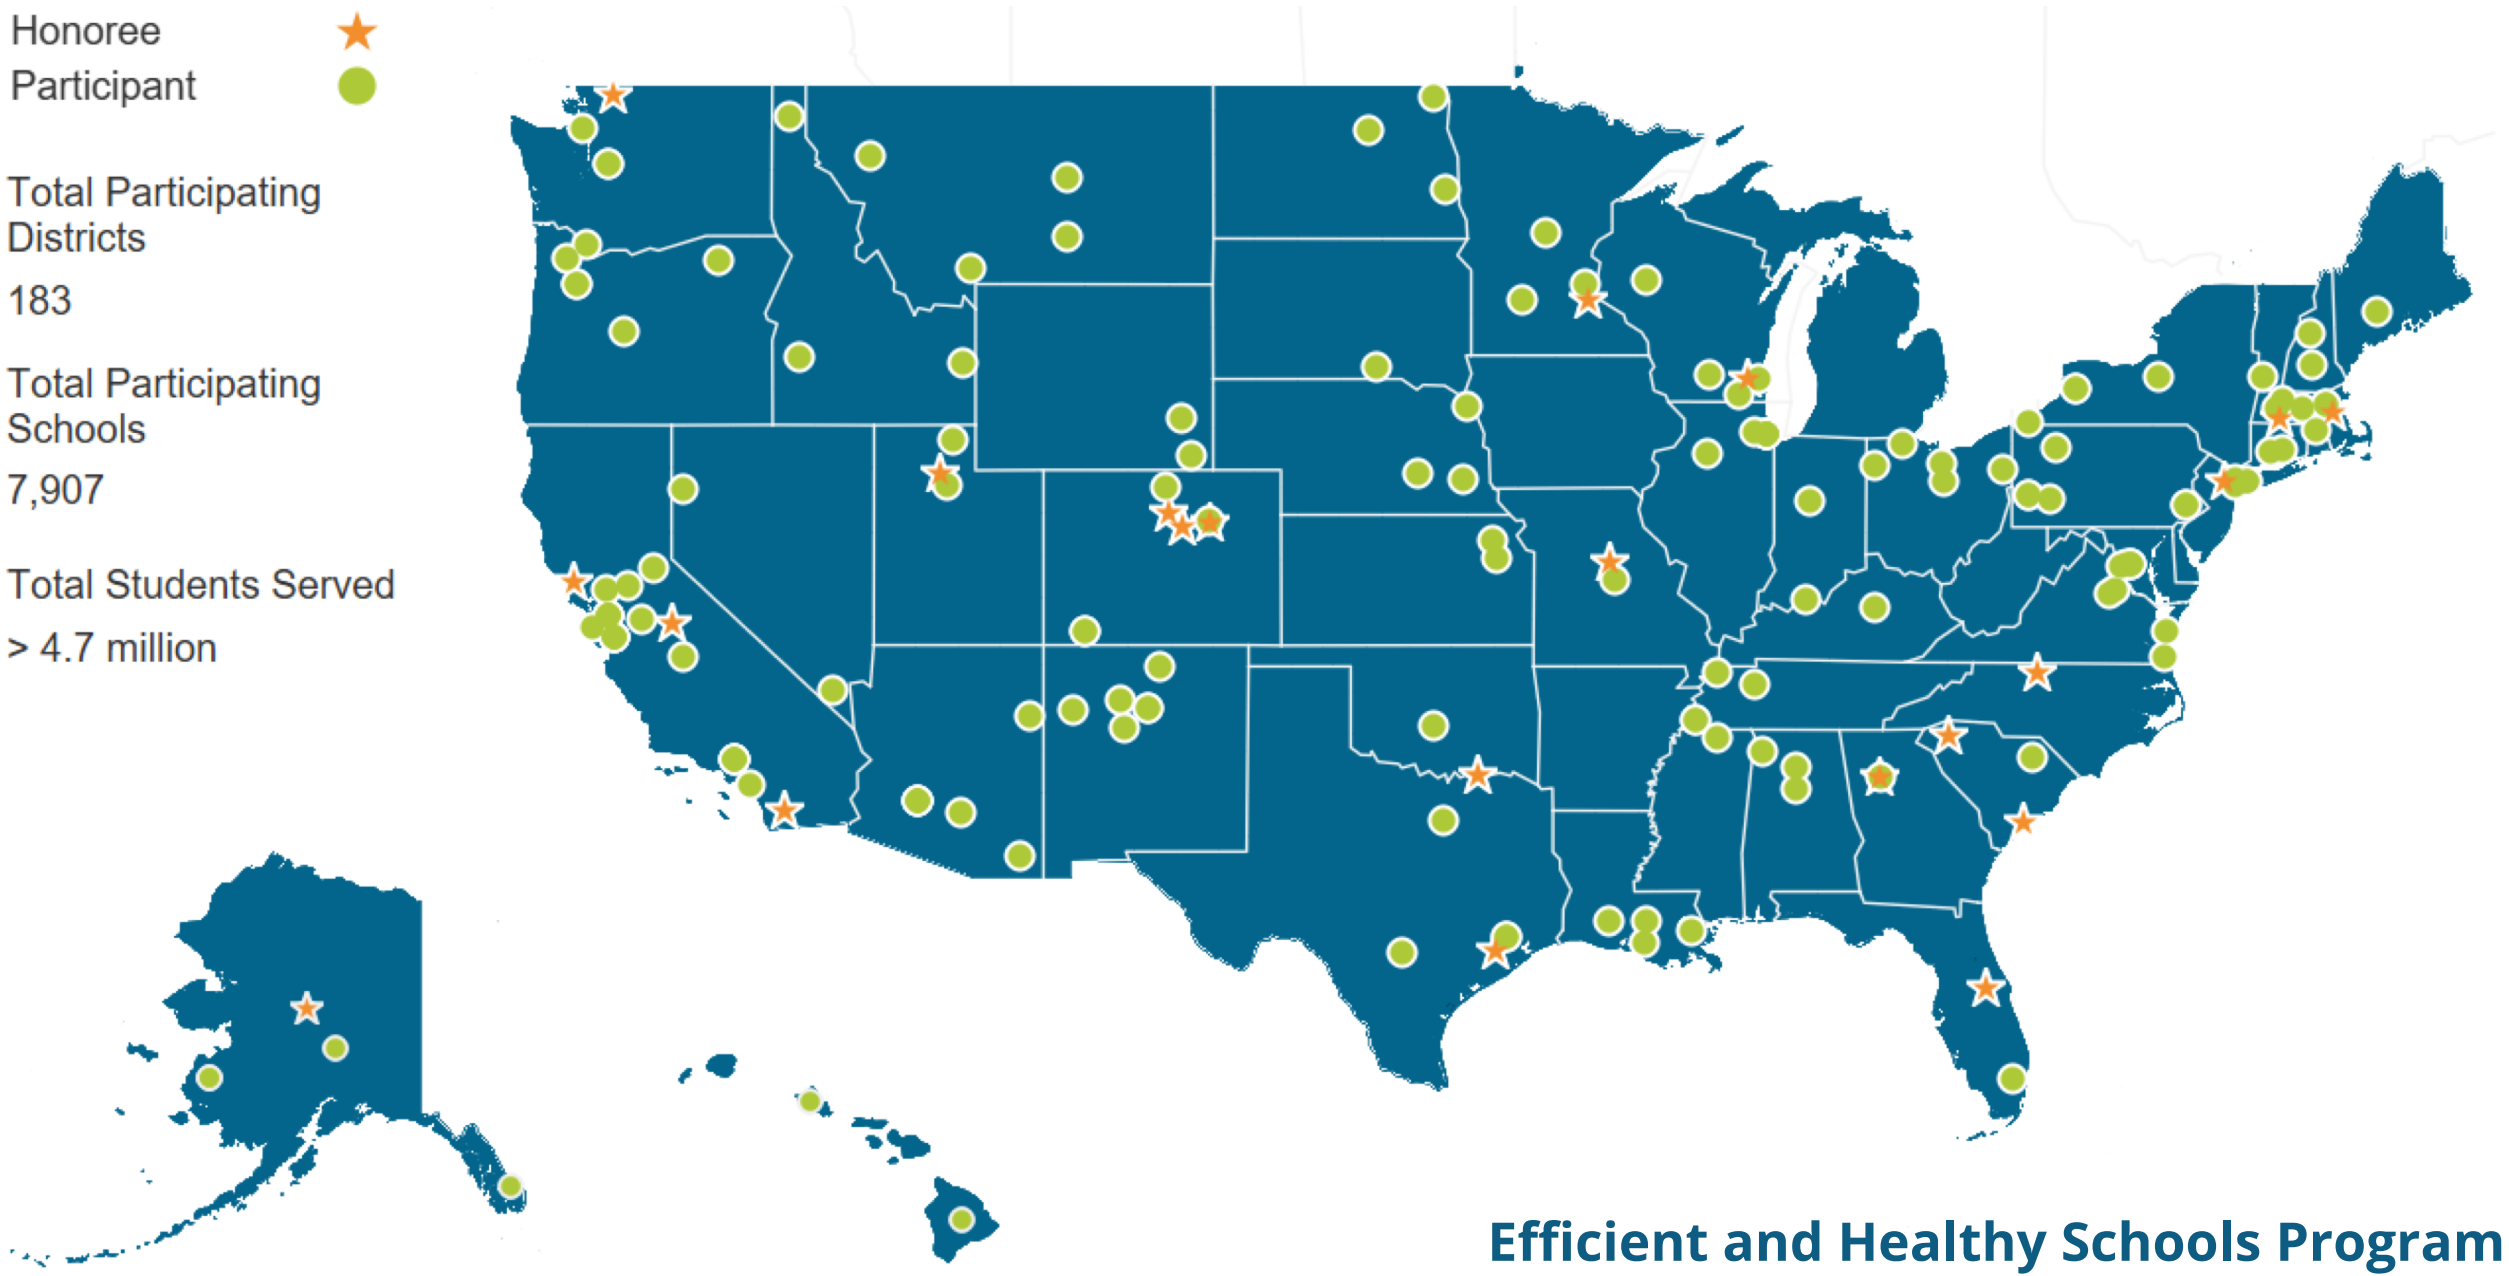 Honoree
Participant
Total Participating
Districts
183
Total Participating
Schools
7,907
Total Students Served
> 4.7 million
Efficient and Healthy Schools Program